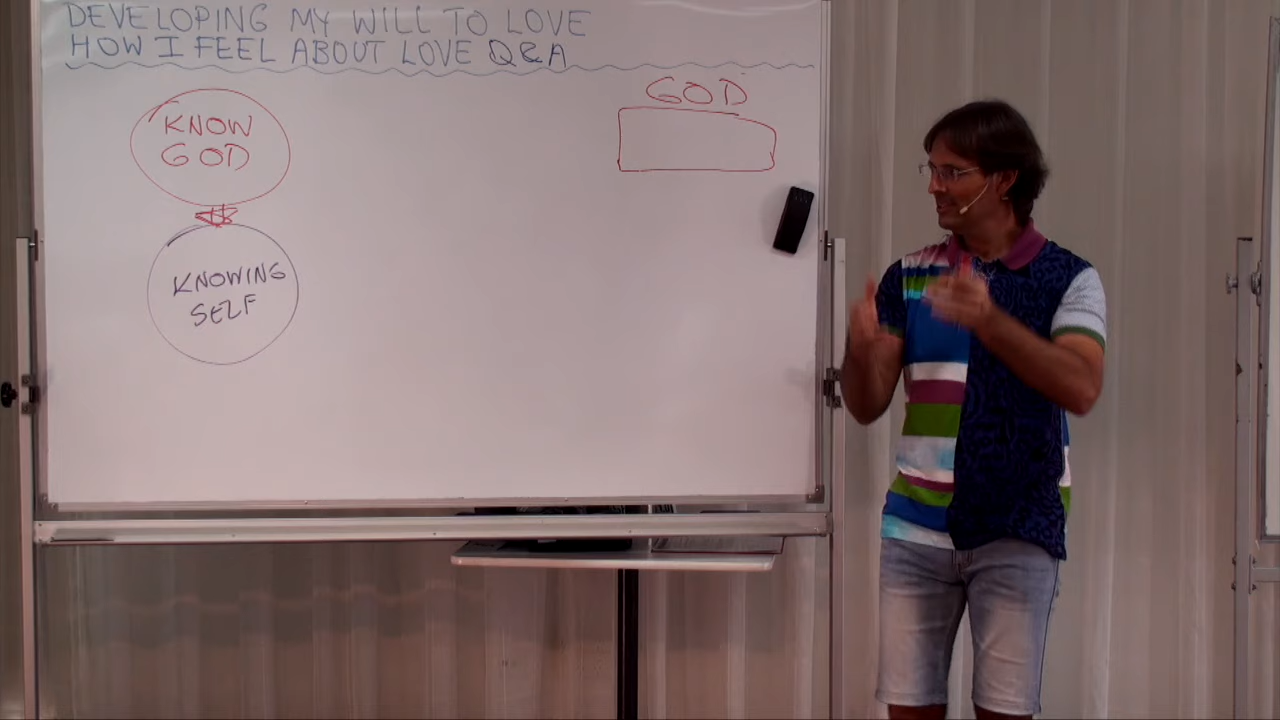 DEVELOPING MY WILL TO LOVE
HOW I FEEL ABOUT LOVE Q&A
GOD
KNOW
GOD
KNOWING
SELF